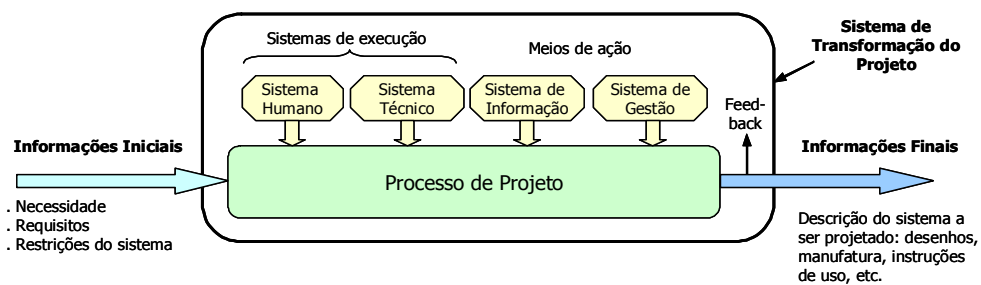 Sistemas de execução
Meios de ação
Sistema de
Transformação do
Projeto
Sistema
Humano
Sistema
Técnico
Sistema de
Informação
Sistema de
Gestão
Feed-
back
Informações Iniciais
Processo de Projeto
Informações Finais
. Necessidade
. Requisitos
. Restrições do sistema
Descrição do sistema a
ser projetado: desenhos,
manufatura, instruções
de uso, etc.